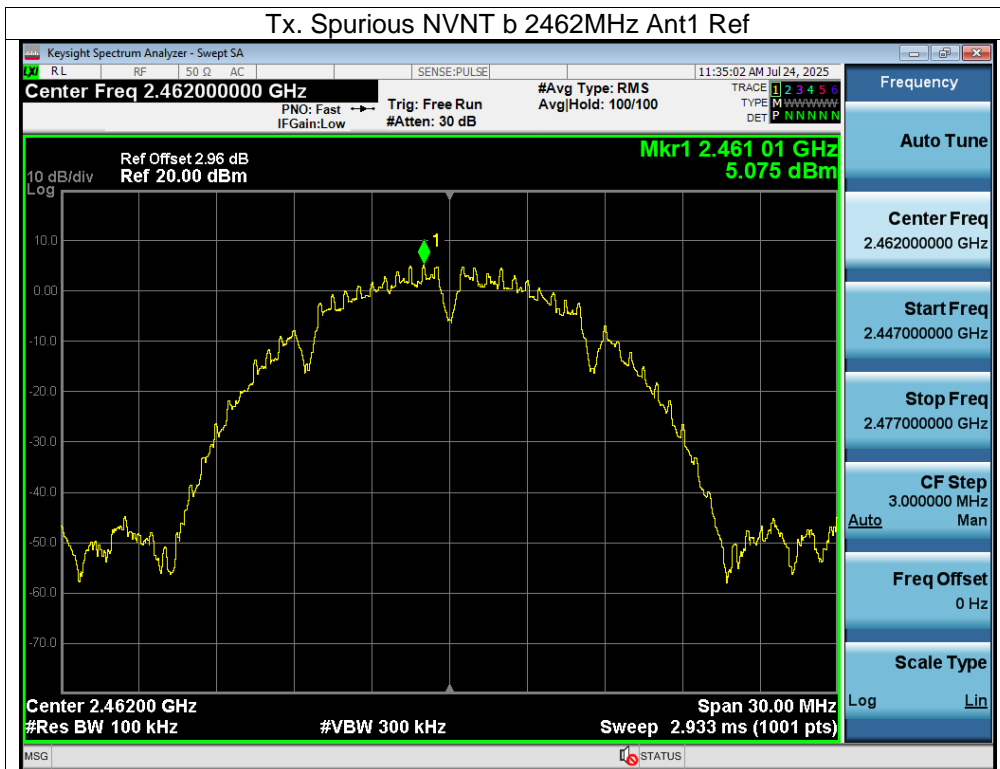 Tx. Spurious NVNT b 2462MHz Ant1 Ref
Keysight Spectrum Analyzer - Swept SA
LXI RL RF 50 Ω AC SENSE:PULSE 11:35:02 AM Jul 24, 2025
Center Freq 2.462000000 GHz
PNO: Fast
IFGain:Low
Trig: Free Run
#Atten: 30 dB
#Avg Type: RMS
Avg|Hold: 100/100
TRACE 1 2 3 4 5 6
TYPE M W W W W W
DET P N N N N N
Mkr1 2.461 01 GHz
5.075 dBm
Ref Offset 2.96 dB
10 dB/div Ref 20.00 dBm
Log
1
10.0
0.00
-10.0
-20.0
-30.0
-40.0
-50.0
-60.0
-70.0
Center 2.46200 GHz Span 30.00 MHz
#Res BW 100 kHz #VBW 300 kHz Sweep 2.933 ms (1001 pts)
MSG STATUS
Frequency
Auto Tune
Center Freq
2.462000000 GHz
Start Freq
2.447000000 GHz
Stop Freq
2.477000000 GHz
CF Step
3.000000 MHz
Auto Man
Freq Offset
0 Hz
Scale Type
Log Lin